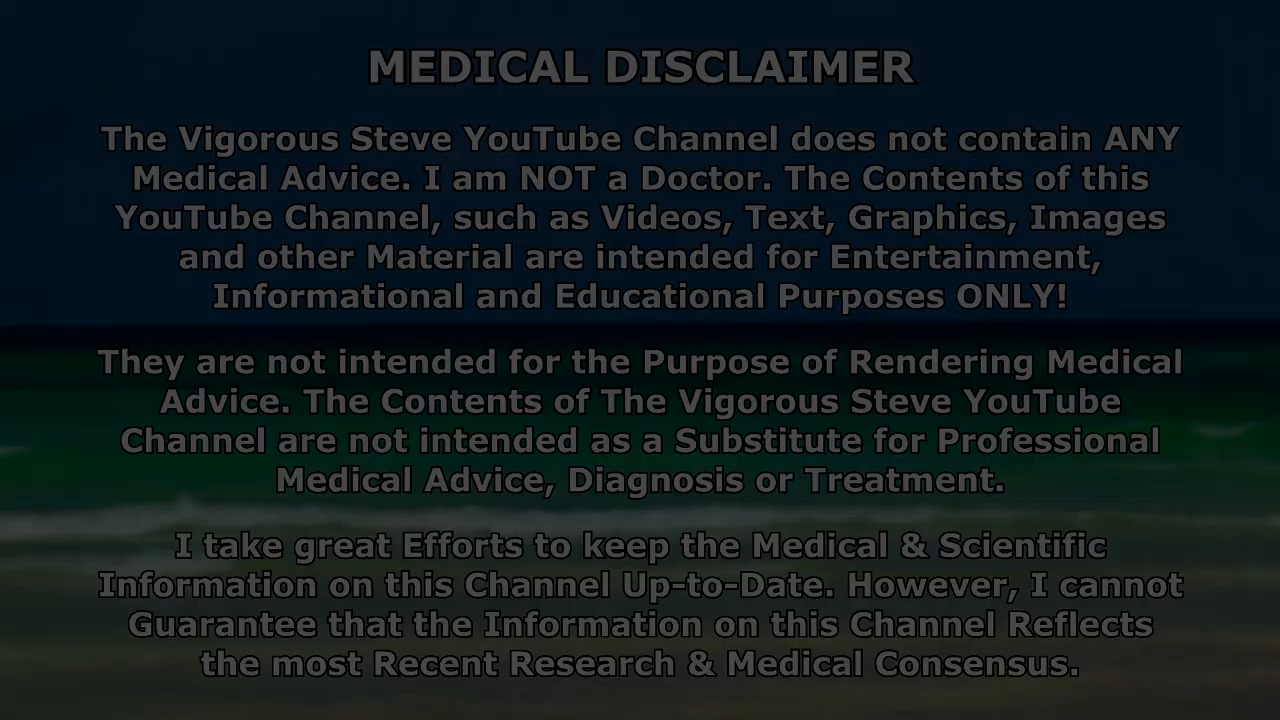 MEDICAL DISCLAIMER
The Vigorous Steve YouTube Channel does not contain ANY
Medical Advice. I am NOT a Doctor. The Contents of this
YouTube Channel, such as Videos, Text, Graphics, Images
and other Material are intended for Entertainment,
Informational and Educational Purposes ONLY!
They are not intended for the Purpose of Rendering Medical
Advice. The Contents of The Vigorous Steve YouTube
Channel are not intended as a Substitute for Professional
Medical Advice, Diagnosis or Treatment.
I take great Efforts to keep the Medical & Scientific
Information on this Channel Up-to-Date. However, I cannot
Guarantee that the Information on this Channel Reflects
the most Recent Research & Medical Consensus.